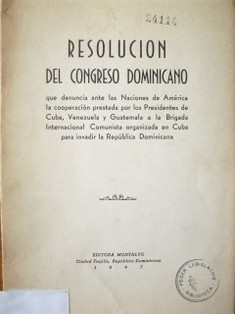 24114
RESOLUCION
DEL CONGRESO DOMINICANO
que denuncia ante las Naciones de América
la cooperación prestada por los Presidentes de
Cuba, Venezuela y Guatemala a la Brigada
Internacional Comunista organizada en Cuba
para invadir la República Dominicana
EDITORA MONTALVO
Ciudad Trujillo, República Dominicana
1947
PODER LEGISLATIVO
BIBLIOTECA